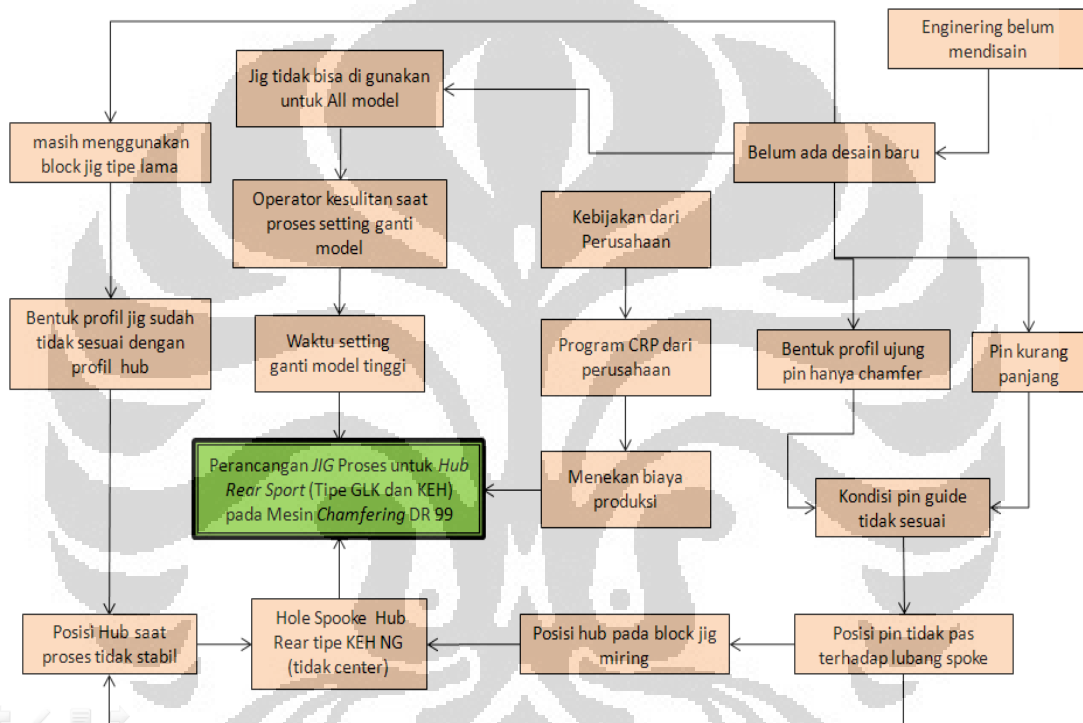 Enginering belum
mendisain
Jig tidak bisa di gunakan
untuk All model
masih menggunakan
block jig tipe lama
Belum ada desain baru
Operator kesulitan saat
proses setting ganti
model
Kebijakan dari
Perusahaan
Bentuk profil jig sudah
tidak sesuai dengan
profil hub
Waktu setting
ganti model tinggi
Program CRP dari
perusahaan
Bentuk profil ujung
pin hanya chamfer
Pin kurang
panjang
Perancangan JIG Proses untuk Hub
Rear Sport (Tipe GLK dan KEH)
pada Mesin Chamfering DR 99
Menekan biaya
produksi
Kondisi pin guide
tidak sesuai
Posisi Hub saat
proses tidak stabil
Hole Spooke Hub
Rear tipe KEH NG
(tidak center)
Posisi hub pada block jig
miring
Posisi pin tidak pas
terhadap lubang spoke